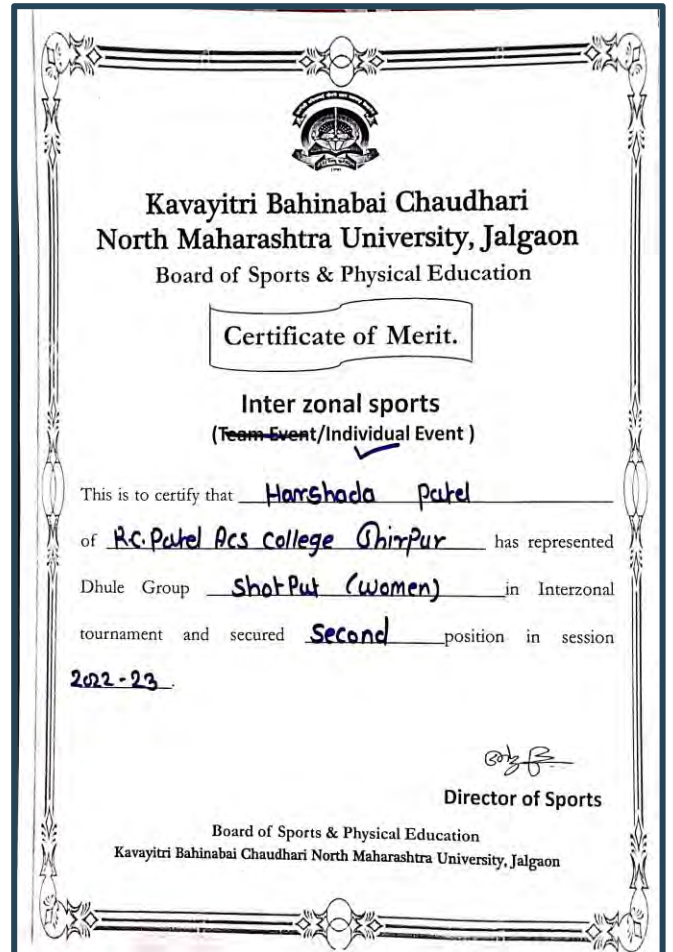 Kavayitri Bahinabai Chaudhari
North Maharashtra University, Jalgaon
Board of Sports & Physical Education
Certificate of Merit.
Inter zonal sports
(Team Event/Individual Event )
This is to certify that Harshada Patel
of R.C. Patel Acs College Shirpur has represented
Dhule Group Shot Put (women) in Interzonal
tournament and secured Second position in session
2022-23.
Director of Sports
Board of Sports & Physical Education
Kavayitri Bahinabai Chaudhari North Maharashtra University, Jalgaon